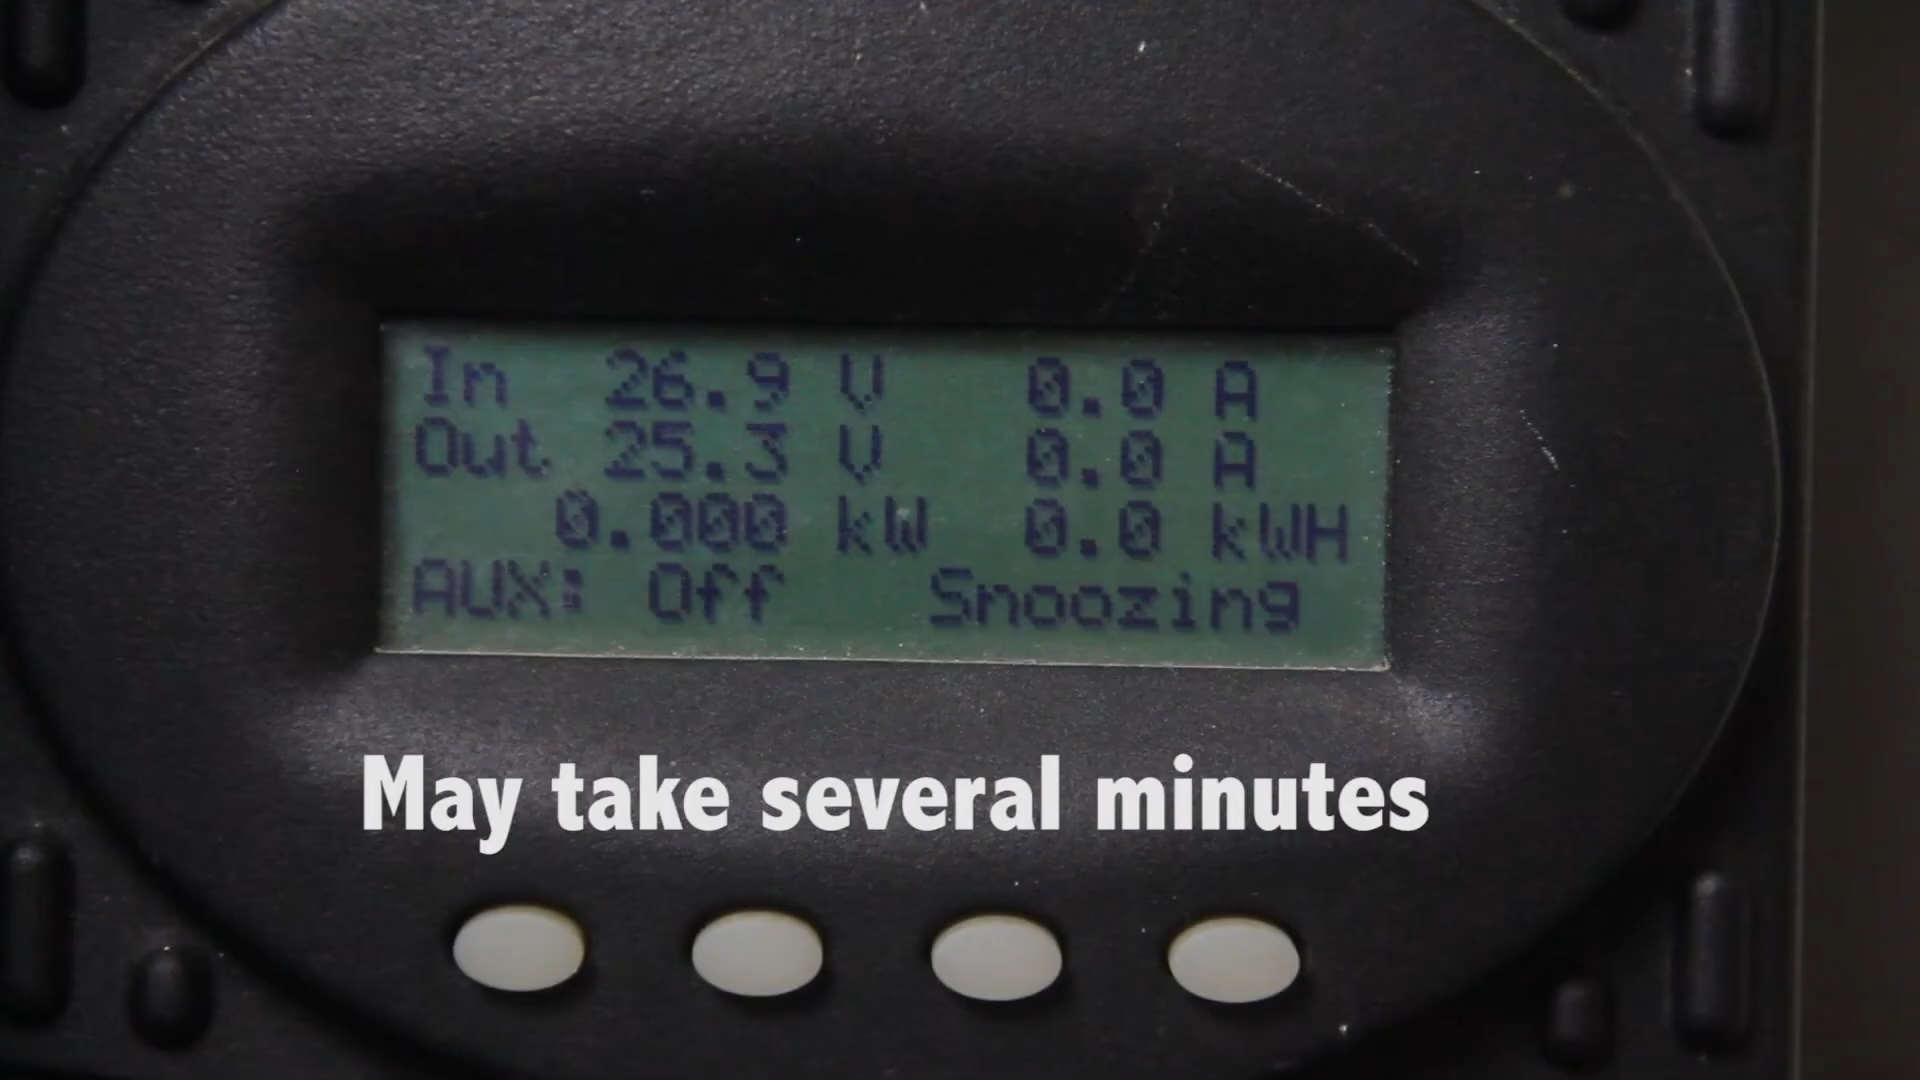 In 26.9 V 0.0 A
Out 25.3 V 0.0 A
0.000 kW 0.0 kWH
AUX: Off Snoozing
May take several minutes